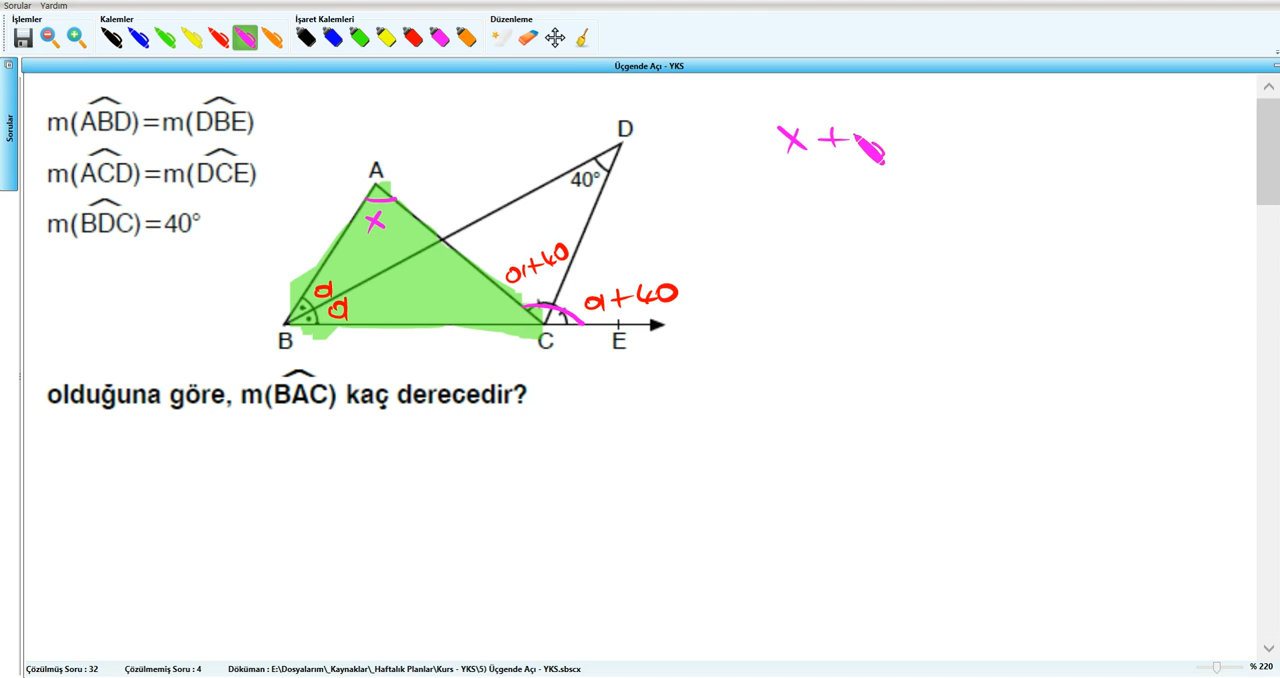 Sorular Yardım
İşlemler Kalemler İşaret Kalemleri Düzenleme
Üçgende Açı - YKS
Sorular
m(ABD)=m(DBE)
m(ACD)=m(DCE)
m(BDC)=40°
D
A
40°
x
a+40
a
a
a+40
B C E
x +
olduğuna göre, m(BAC) kaç derecedir?
Çözülmüş Soru : 32 Çözülmemiş Soru : 4 Döküman : E:\Dosyalarım\_Kaynaklar\_Haftalık Planlar\Kurs - YKS\5) Üçgende Açı - YKS.sbscx % 220